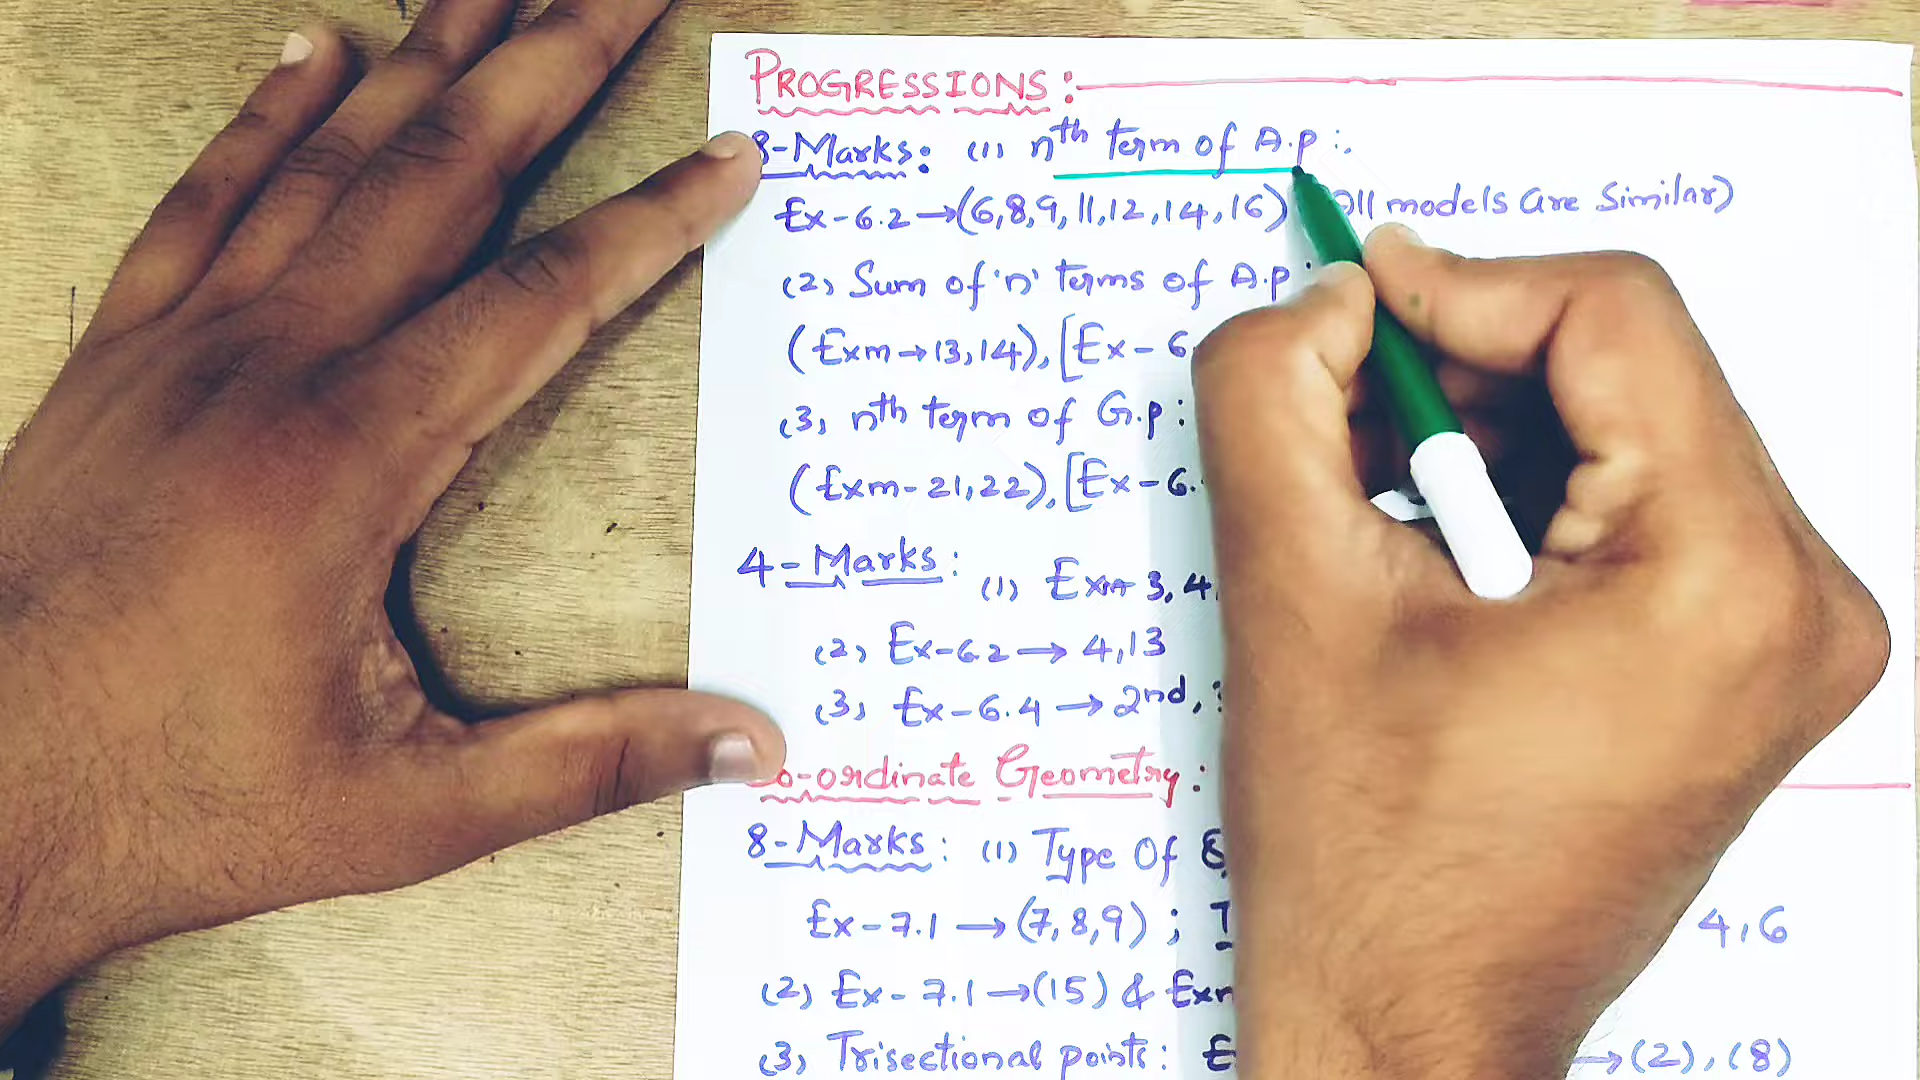 PROGRESSIONS:
8-Marks: (1) nth term of A.p:.
Ex-6.2→(6,8,9,11,12,14,16) All models are Similar)
(2) Sum of 'n' terms of A.p:
(Exm→13,14), [Ex-6.
(3) nth term of G.p:
(Exm-21,22), [Ex-6.
4-Marks: (1) Exm 3,4,
(2) Ex-6.2→4,13
(3) Ex-6.4→2nd,
Co-ordinate Geometry:
8-Marks: (1) Type Of
Ex-7.1→(7,8,9); 4,6
(2) Ex-7.1→(15) &
(3) Trisectional points: →(2),(8)